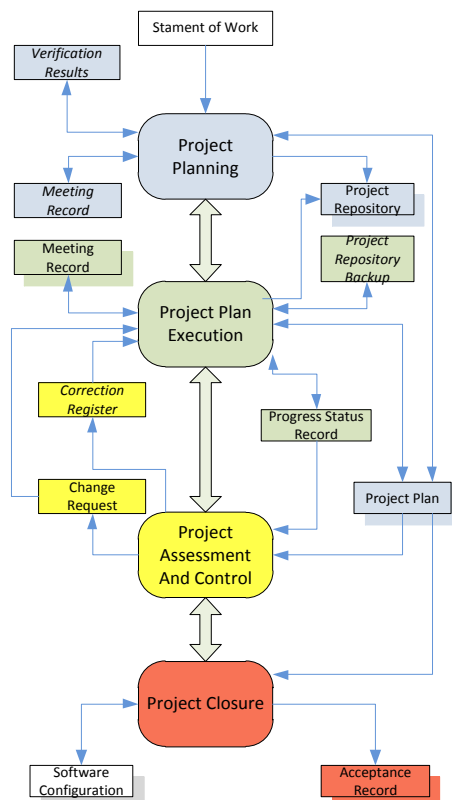 Stament of Work
Verification
Results
Project
Planning
Meeting
Record
Project
Repository
Meeting
Record
Project
Repository
Backup
Project Plan
Execution
Correction
Register
Progress Status
Record
Change
Request
Project Plan
Project
Assessment
And Control
Project Closure
Software
Configuration
Acceptance
Record